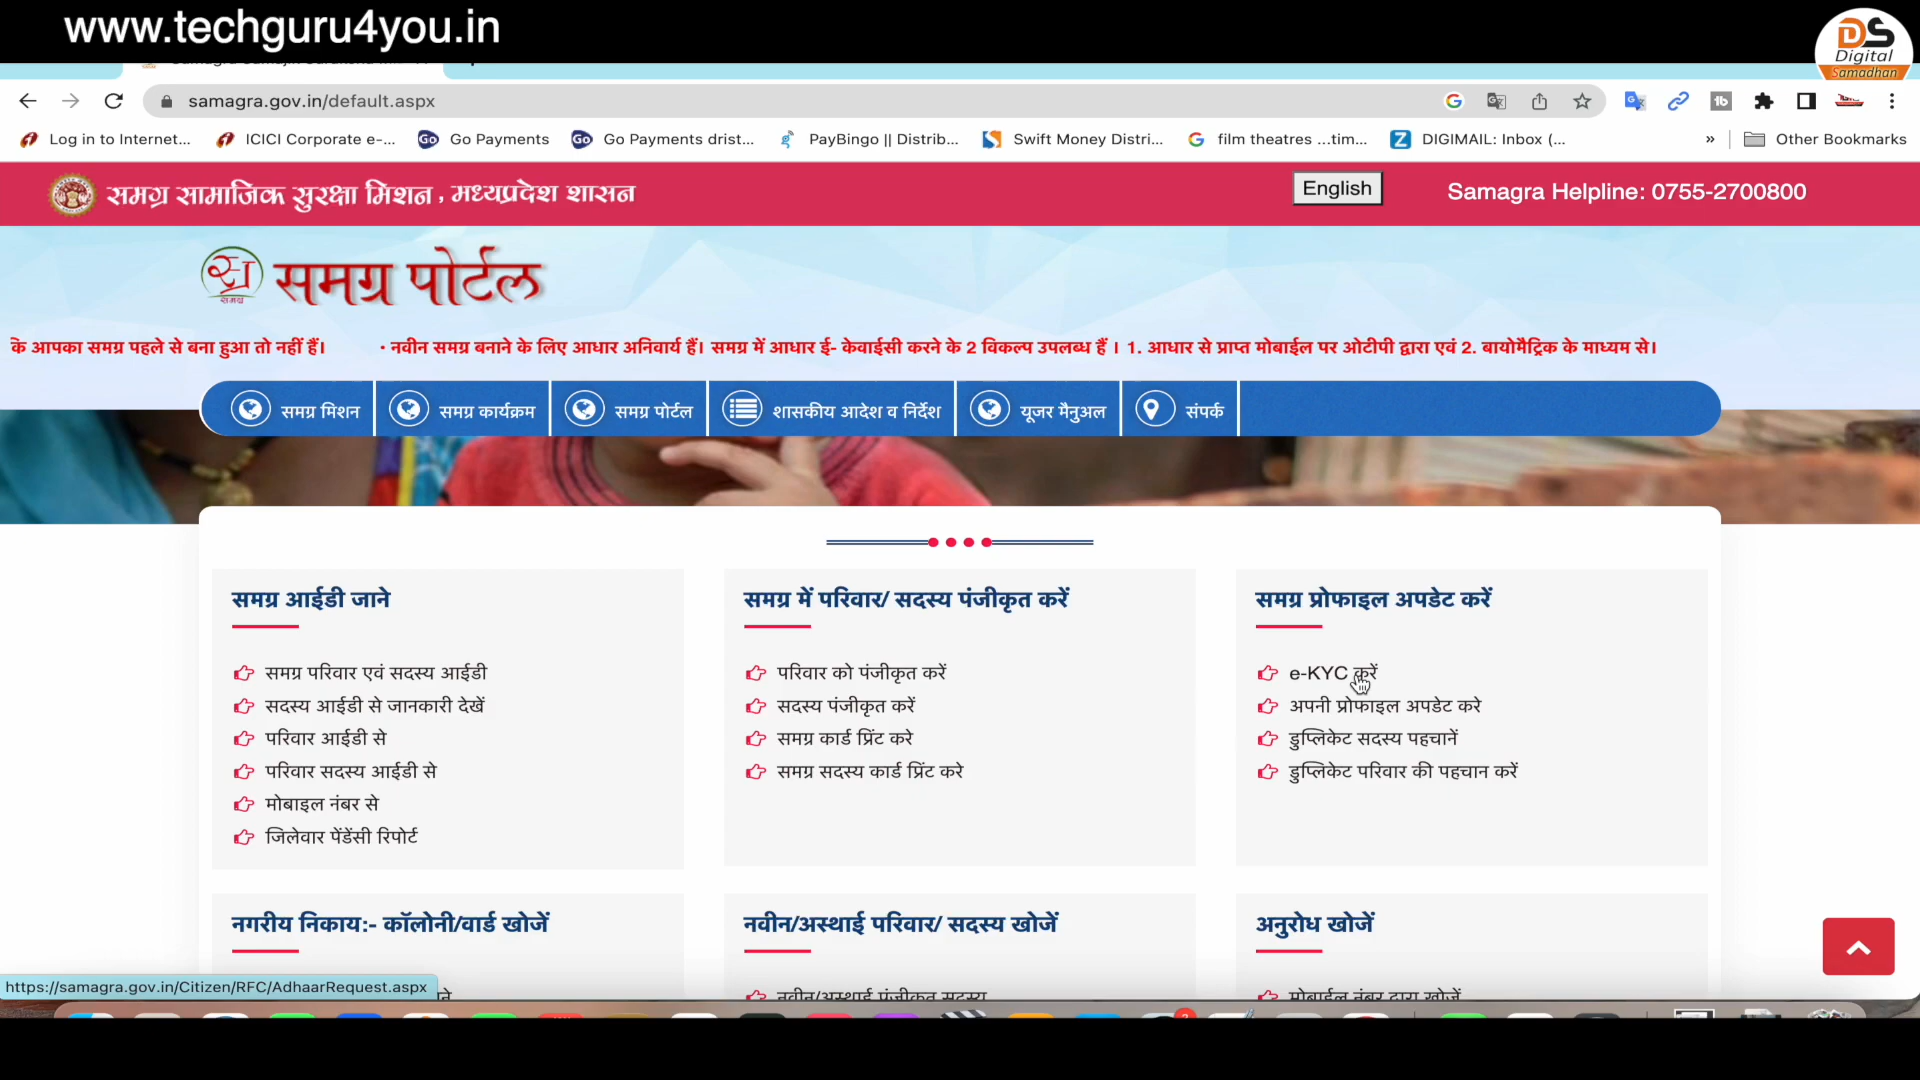 www.techguru4you.in
DS
Digital
Samadhan
samagra.gov.in/default.aspx
Log in to Internet...
ICICI Corporate e-...
Go Payments
Go Payments drist...
PayBingo || Distrib...
Swift Money Distri...
film theatres ...tim...
DIGIMAIL: Inbox (...
»
Other Bookmarks
समग्र सामाजिक सुरक्षा मिशन, मध्यप्रदेश शासन
English
Samagra Helpline: 0755-2700800
समग्र पोर्टल
के आपका समग्र पहले से बना हुआ तो नहीं हैं। • नवीन समग्र बनाने के लिए आधार अनिवार्य हैं। समग्र में आधार ई- केवाईसी करने के 2 विकल्प उपलब्ध हैं । 1. आधार से प्राप्त मोबाईल पर ओटीपी द्वारा एवं 2. बायोमैट्रिक के माध्यम से।
समग्र मिशन
समग्र कार्यक्रम
समग्र पोर्टल
शासकीय आदेश व निर्देश
यूजर मैनुअल
संपर्क
समग्र आईडी जाने
समग्र परिवार एवं सदस्य आईडी
सदस्य आईडी से जानकारी देखें
परिवार आईडी से
परिवार सदस्य आईडी से
मोबाइल नंबर से
जिलेवार पेंडेंसी रिपोर्ट
समग्र में परिवार/ सदस्य पंजीकृत करें
परिवार को पंजीकृत करें
सदस्य पंजीकृत करें
समग्र कार्ड प्रिंट करे
समग्र सदस्य कार्ड प्रिंट करे
समग्र प्रोफाइल अपडेट करें
e-KYC करें
अपनी प्रोफाइल अपडेट करे
डुप्लिकेट सदस्य पहचानें
डुप्लिकेट परिवार की पहचान करें
नगरीय निकाय:- कॉलोनी/वार्ड खोजें
नवीन/अस्थाई परिवार/ सदस्य खोजें
नवीन/अस्थाई पंजीकृत सदस्य
अनुरोध खोजें
मोबाईल नंबर द्वारा खोजें
https://samagra.gov.in/Citizen/RFC/AdhaarRequest.aspx